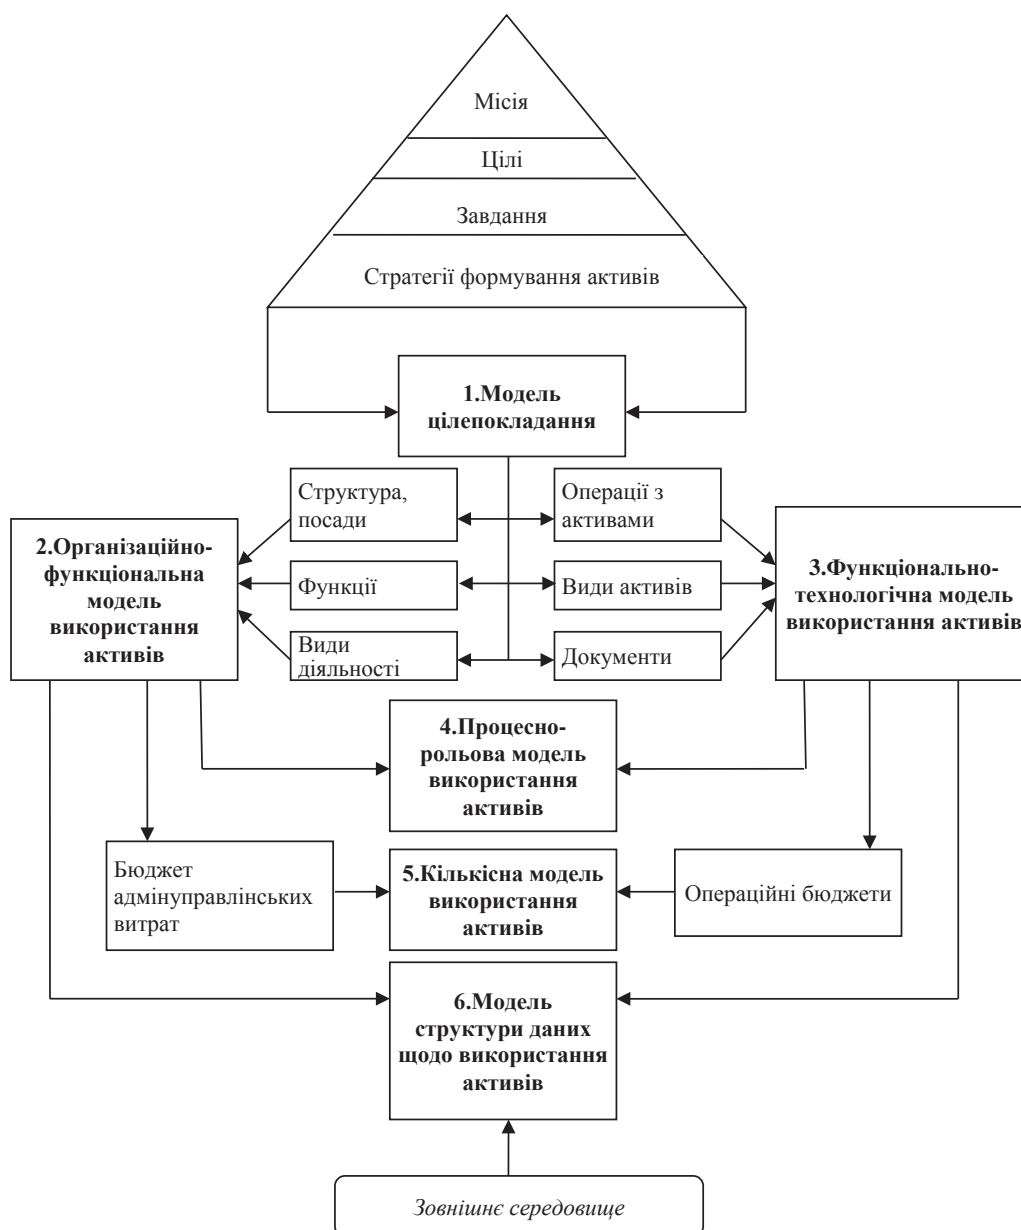 Місія
Цілі
Завдання
Стратегії формування активів
1.Модель
цілепокладання
Структура,
посади
Операції з
активами
2.Організаційно-
функціональна
модель
використання
активів
Функції
Види активів
3.Функціонально-
технологічна модель
використання активів
Види
діяльності
Документи
4.Процесно-
рольова модель
використання
активів
Бюджет
адмінуправлінських
витрат
5.Кількісна модель
використання
активів
Операційні бюджети
6.Модель
структури даних
щодо використання
активів
Зовнішнє середовище